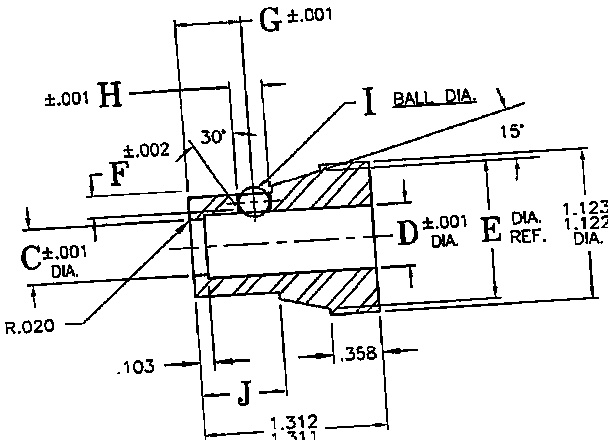 G ±.001
±.001 H
I BALL DIA.
±.002
30°
15°
F
C ±.001
DIA.
D ±.001
DIA.
E DIA.
REF.
1.123
1.122
DIA.
R.020
.103
.358
J
1.312
1.311